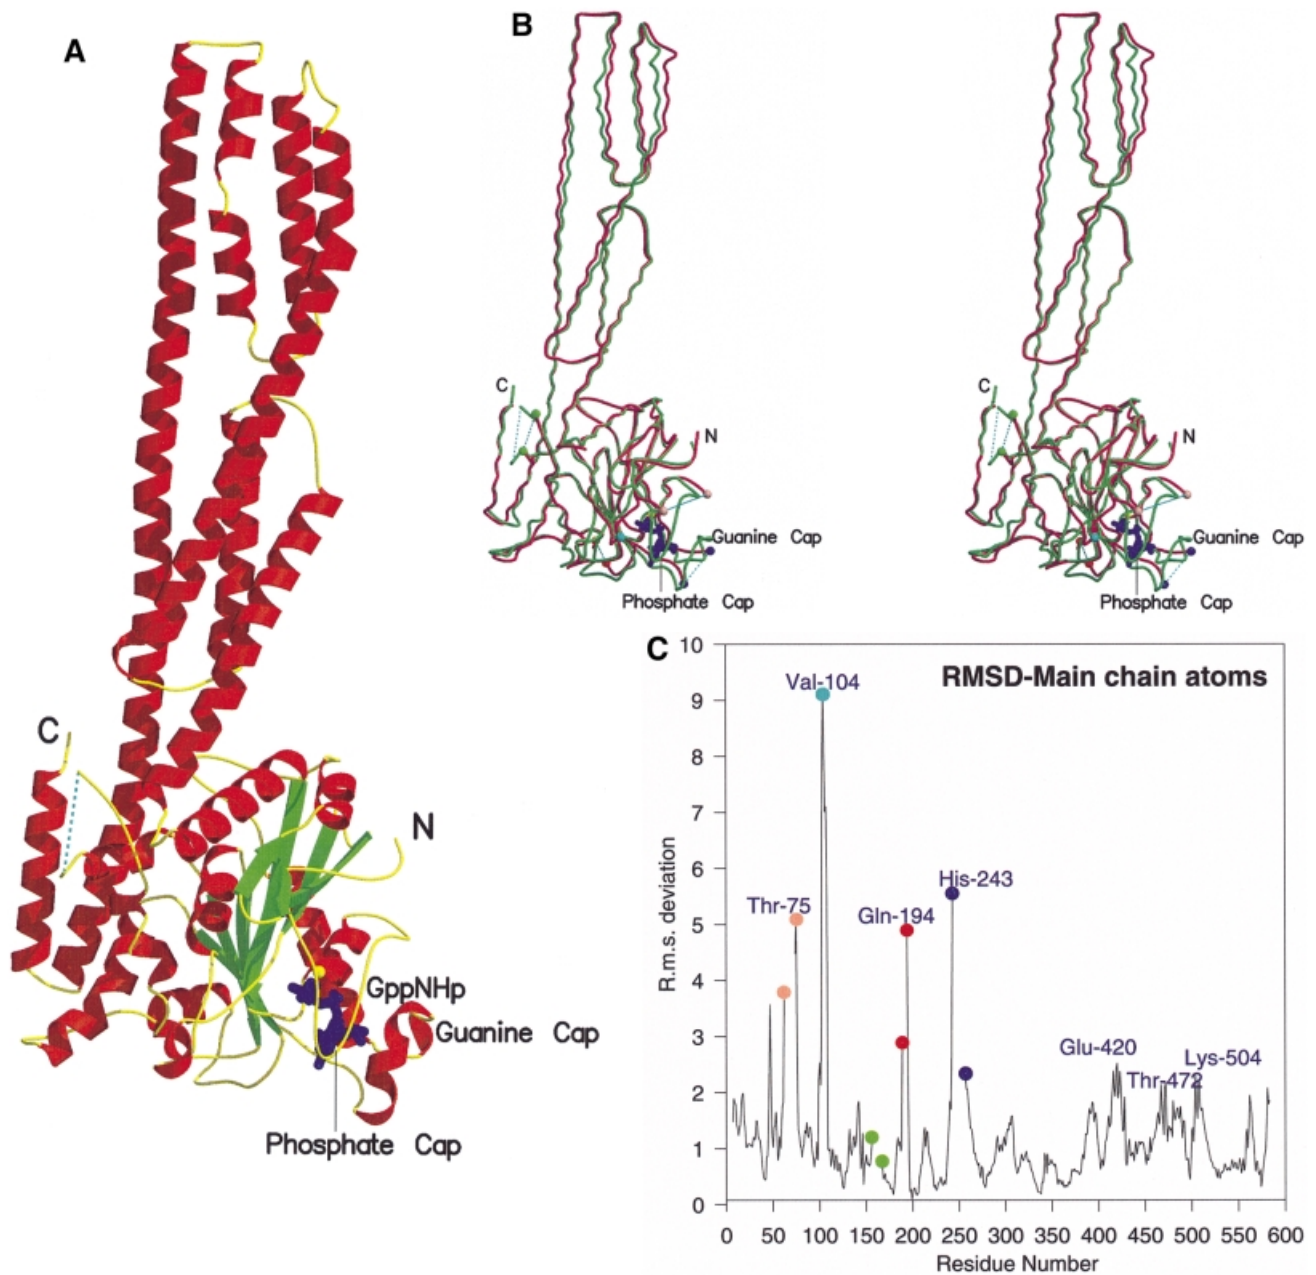 A
C
N
GppNHp
Guanine Cap
Phosphate Cap
B
C
N
Guanine Cap
Phosphate Cap
C
N
Guanine Cap
Phosphate Cap
C
RMSD-Main chain atoms
10
9
8
7
6
5
4
3
2
1
0
R.m.s. deviation
Val-104
Thr-75
Gln-194
His-243
Glu-420
Thr-472
Lys-504
0 50 100 150 200 250 300 350 400 450 500 550 600
Residue Number